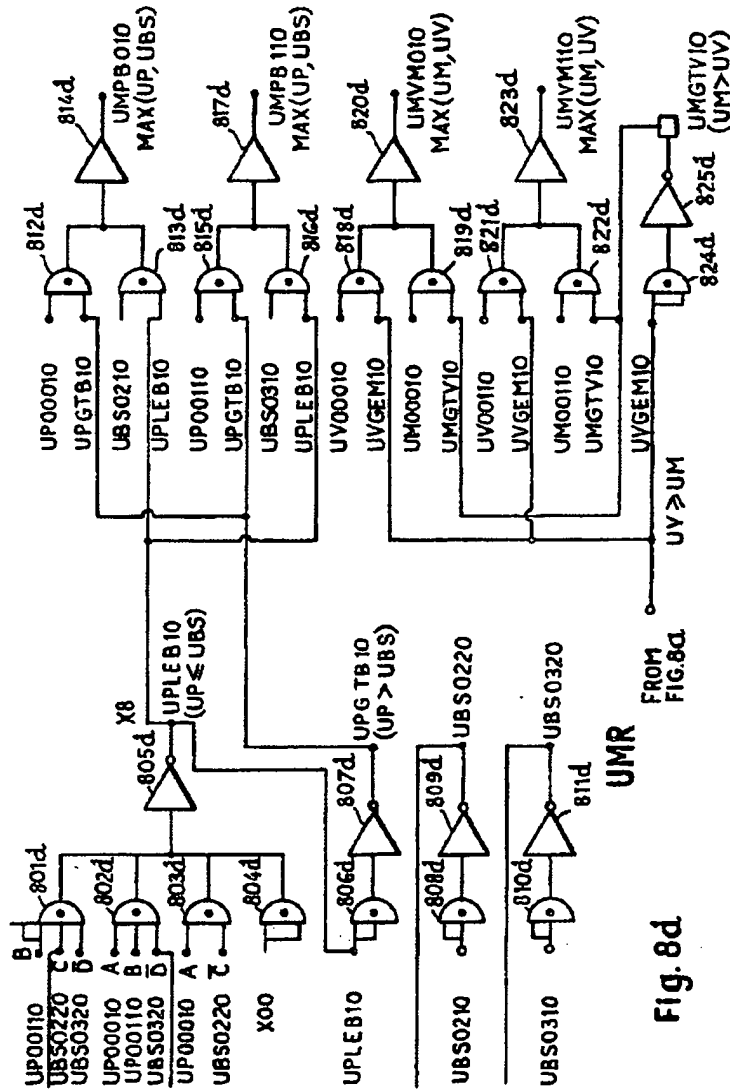 UP00110
B
801d
UBS0220
C
UBS0320
D
UP00010
A
802d
UP00110
B
UBS0320
D
UP00010
A
803d
UBS0220
C
X00
804d
805d
X8
UPLEB10
(UP ≤ UBS)
UPLEB10
806d
807d
UPGTB10
(UP > UBS)
UBS0210
808d
809d
UBS0220
UBS0310
810d
811d
UBS0320
UP00010
812d
UPGTB10
814d
UMPB010
MAX(UP, UBS)
UBS0210
813d
UPLEB10
UP00110
815d
UPGTB10
817d
UMPB110
MAX(UP, UBS)
UBS0310
816d
UPLEB10
UV00010
818d
UVGEM10
820d
UMVM010
MAX(UM, UV)
UM00010
819d
UMGTV10
UV00110
821d
UVGEM10
823d
UMVM110
MAX(UM, UV)
UM00110
822d
UMGTV10
UVGEM10
824d
825d
UMGTV10
(UM>UV)
UV ≥ UM
FROM
FIG.8a
UMR
Fig. 8d